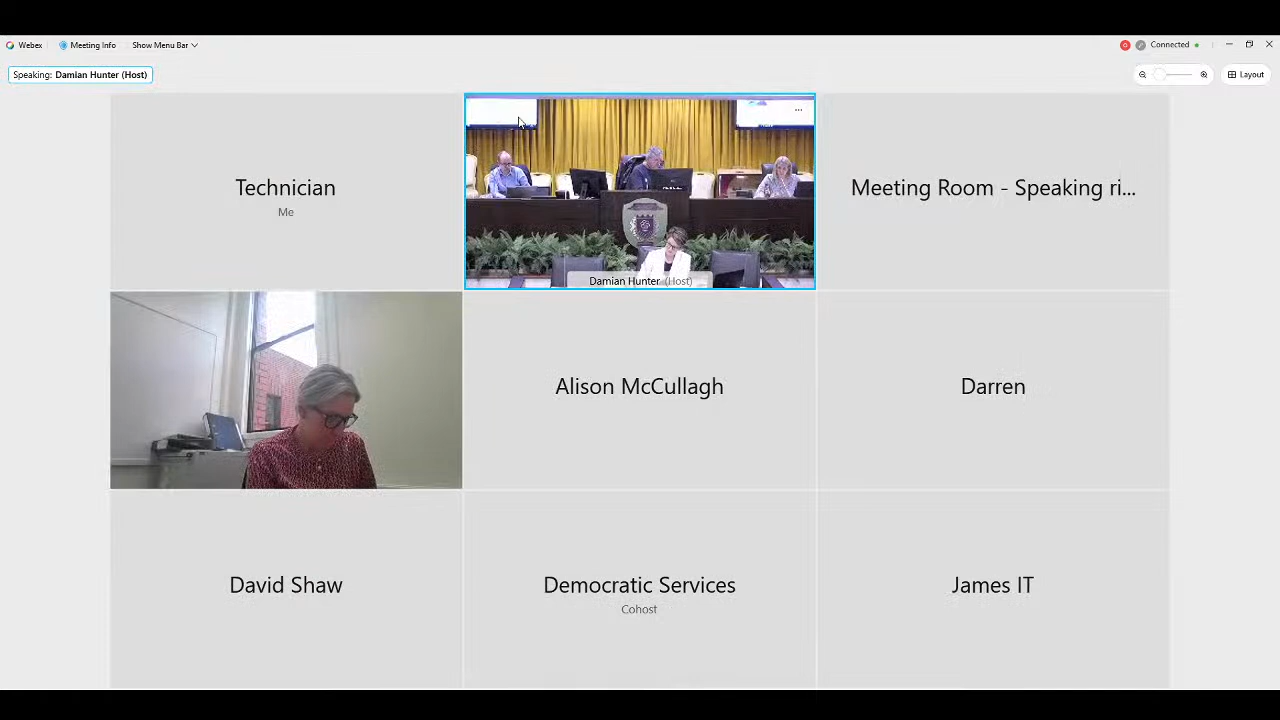 Webex
Meeting Info
Show Menu Bar
Connected
Speaking: Damian Hunter (Host)
Layout
Technician
Me
Damian Hunter (Host)
Meeting Room - Speaking ri...
Alison McCullagh
Darren
David Shaw
Democratic Services
Cohost
James IT